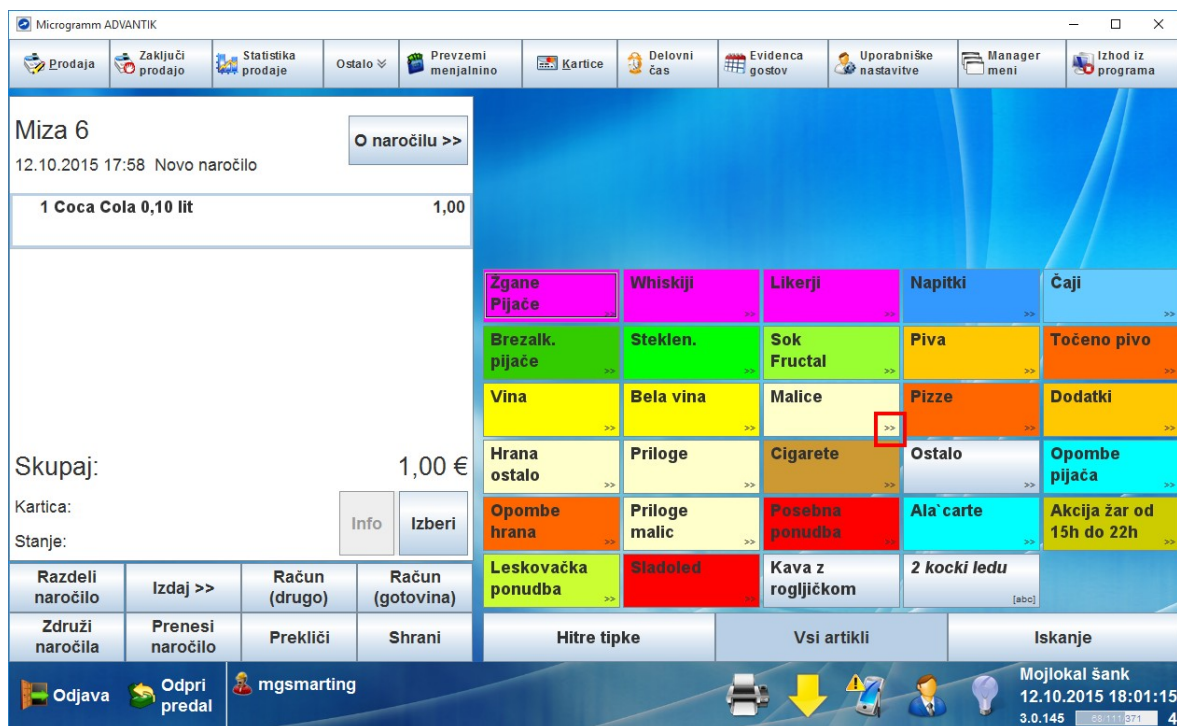 Microgramm ADVANTIK
Prodaja
Zaključi
prodajo
Statistika
prodaje
Ostalo
Prevzemi
menjalnino
Kartice
Delovni
čas
Evidenca
gostov
Uporabniške
nastavitve
Manager
meni
Izhod iz
programa
Miza 6
O naročilu >>
12.10.2015 17:58 Novo naročilo
1 Coca Cola 0,10 lit 1,00
Skupaj: 1,00 €
Kartica:
Stanje:
Info
Izberi
Razdeli
naročilo
Izdaj >>
Račun
(drugo)
Račun
(gotovina)
Združi
naročila
Prenesi
naročilo
Prekliči
Shrani
Žgane
Pijače
>>
Whiskiji
>>
Likerji
>>
Napitki
>>
Čaji
>>
Brezalk.
pijače
>>
Steklen.
>>
Sok
Fructal
>>
Piva
>>
Točeno pivo
>>
Vina
>>
Bela vina
>>
Malice
>>
Pizze
>>
Dodatki
>>
Hrana
ostalo
>>
Priloge
>>
Cigarete
>>
Ostalo
>>
Opombe
pijača
>>
Opombe
hrana
>>
Priloge
malic
>>
Posebna
ponudba
>>
Ala`carte
>>
Akcija žar od
15h do 22h
>>
Leskovačka
ponudba
>>
Sladoled
>>
Kava z
rogljičkom
2 kocki ledu
[abc]
Hitre tipke
Vsi artikli
Iskanje
Odjava
Odpri
predal
mgsmarting
Mojlokal šank
12.10.2015 18:01:15
3.0.145 68/111/371 4